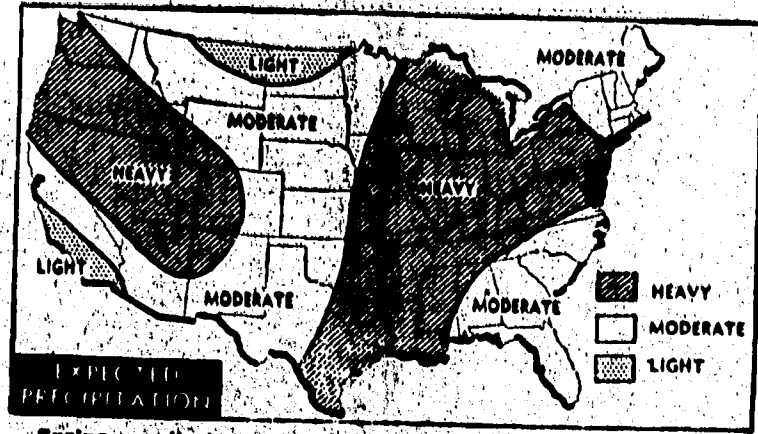 MODERATE
LIGHT
MODERATE
HEAVY
HEAVY
LIGHT
MODERATE
MODERATE
HEAVY
MODERATE
LIGHT
EXPECTED
PRECIPITATION